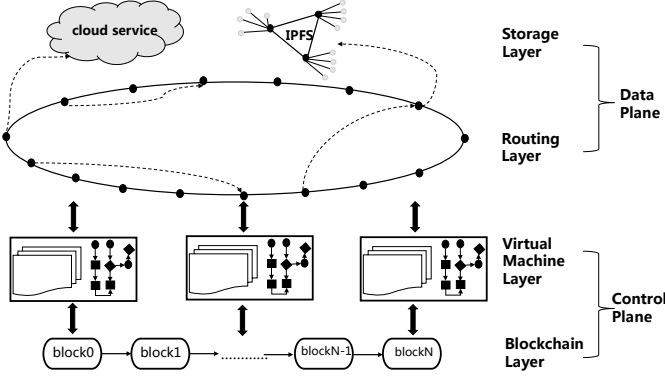 cloud service
IPFS
Storage
Layer
Data
Plane
Routing
Layer
Virtual
Machine
Layer
Control
Plane
block0
block1
............
blockN-1
blockN
Blockchain
Layer